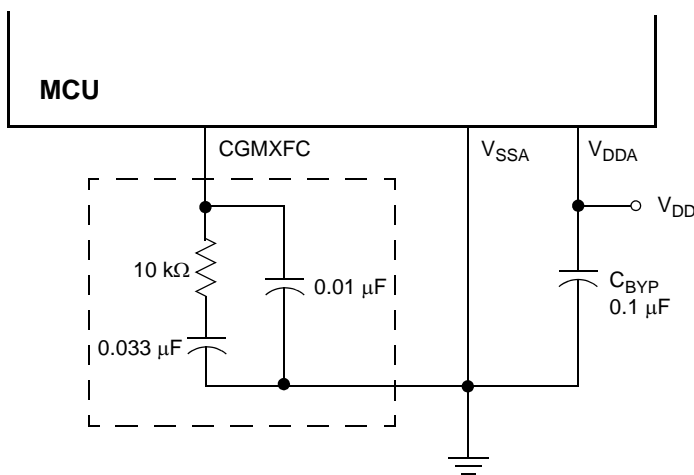 MCU
CGMXFC
VSSA
VDDA
VDD
10 kΩ
0.01 μF
CBYP
0.1 μF
0.033 μF